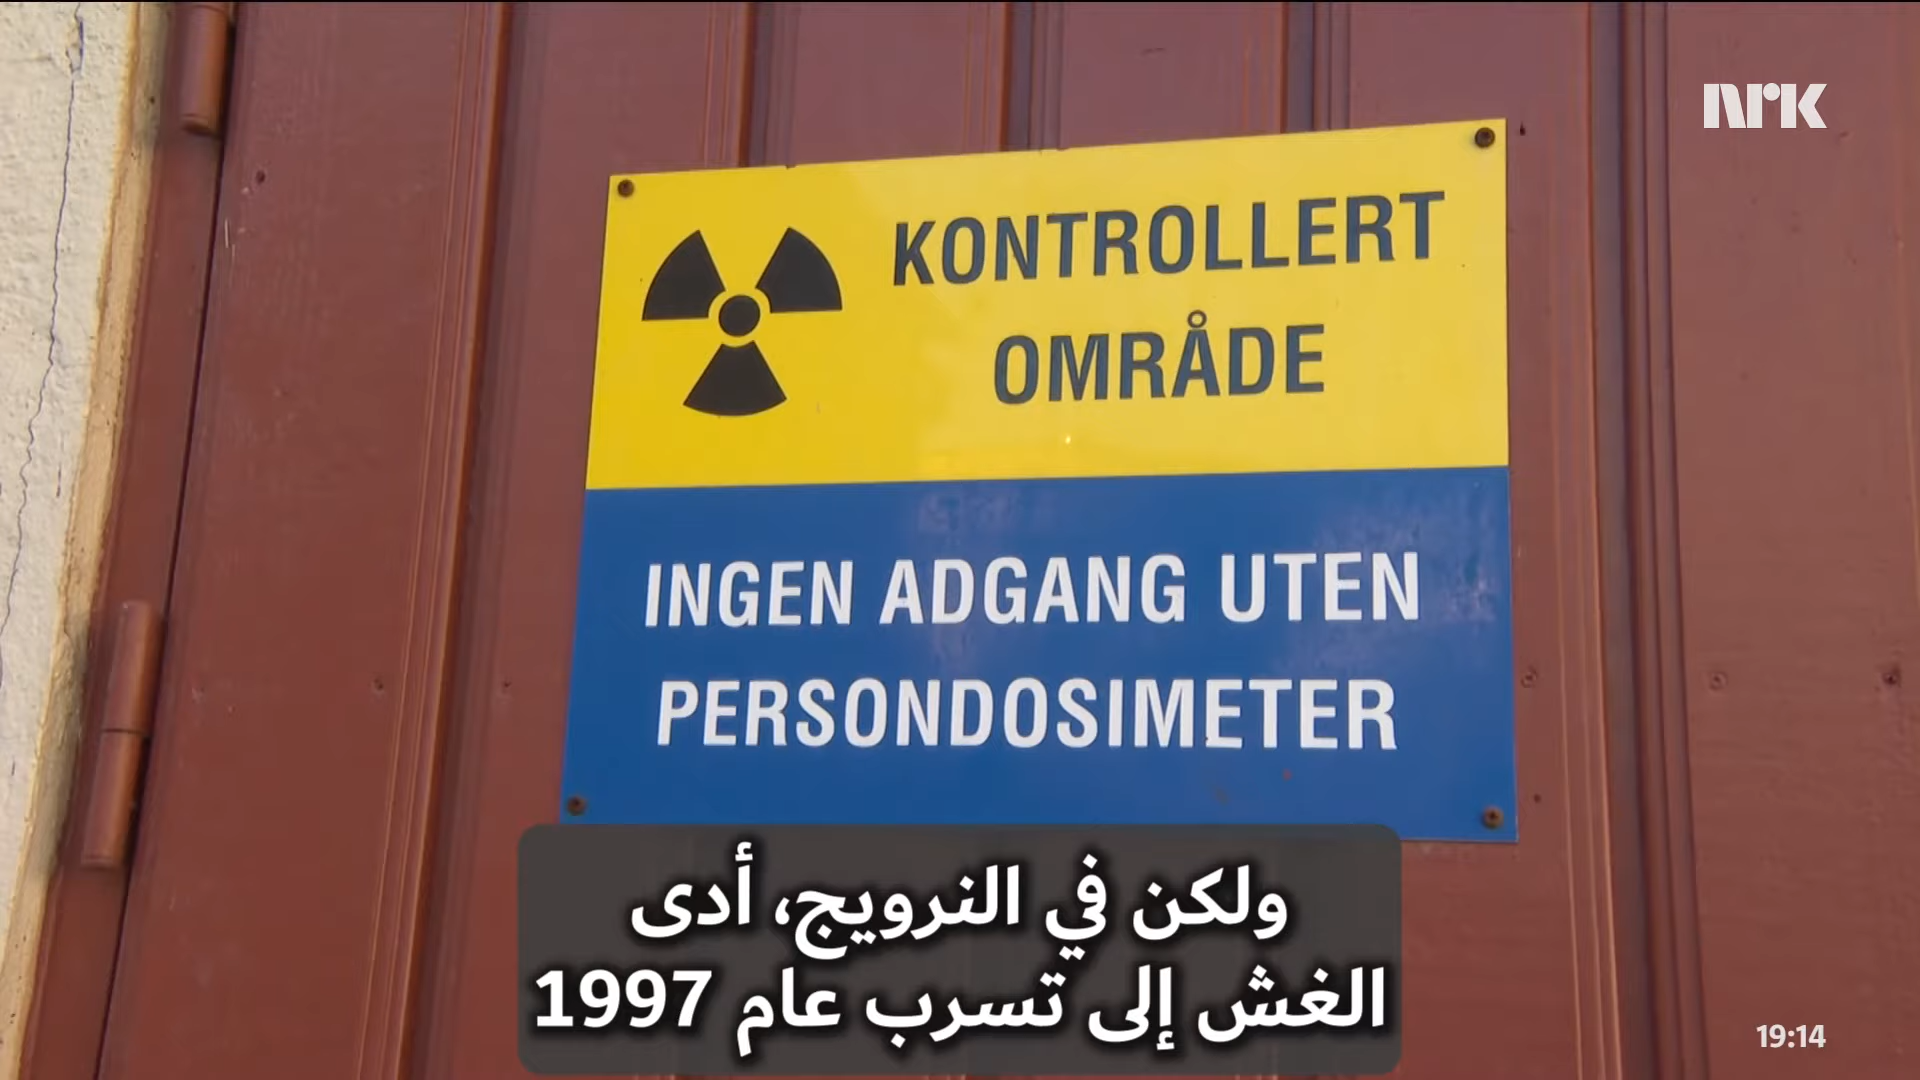 NRK
KONTROLLERT
OMRÅDE
INGEN ADGANG UTEN
PERSONDOSIMETER
ولكن في النرويج، أدى
الغش إلى تسرب عام 1997
19:14